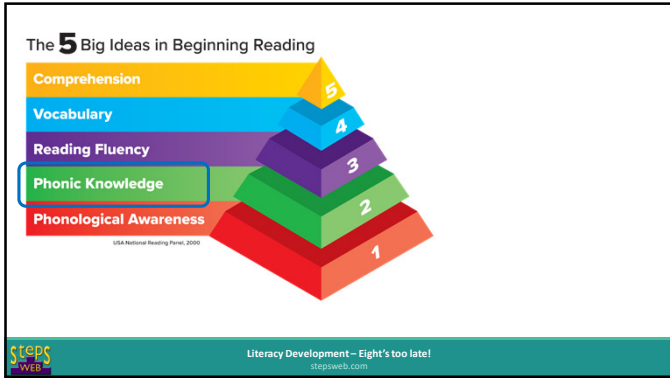 The 5 Big Ideas in Beginning Reading
Comprehension
5
Vocabulary
4
Reading Fluency
3
Phonic Knowledge
2
Phonological Awareness
1
USA National Reading Panel, 2000
StepS
WEB
Literacy Development – Eight's too late!
stepsweb.com